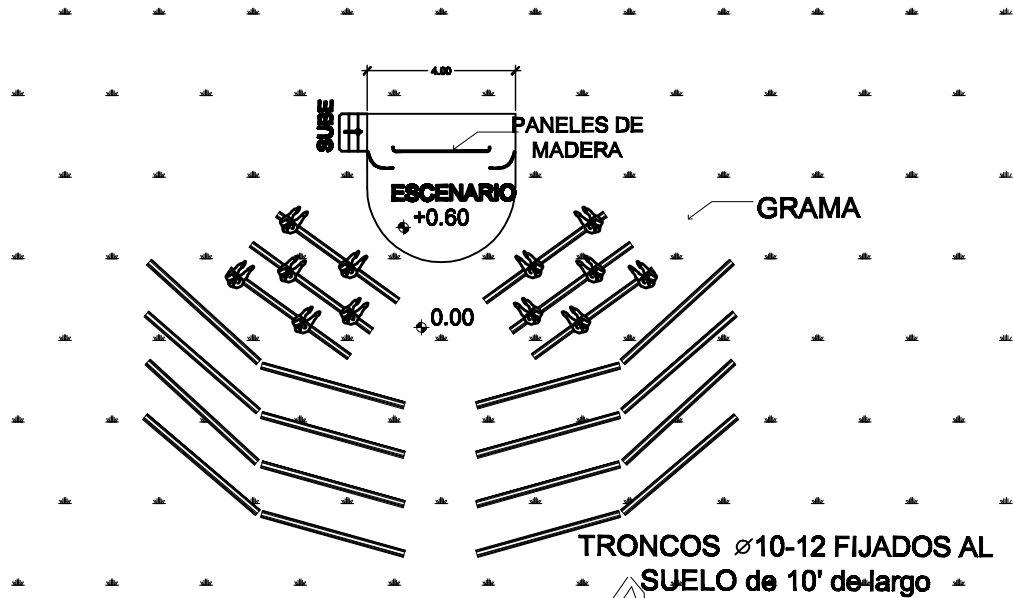 4.00
SUBE
PANELES DE
MADERA
ESCENARIO
+0.60
GRAMA
0.00
TRONCOS ⌀10-12 FIJADOS AL
SUELO de 10' de largo